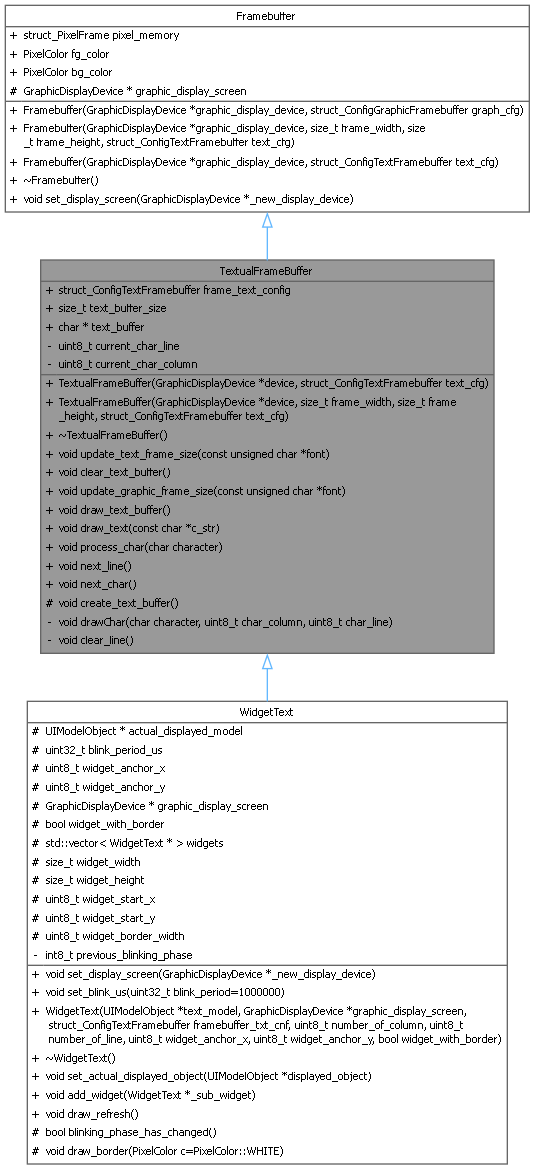 Framebuffer
+ struct_PixelFrame pixel_memory
+ PixelColor fg_color
+ PixelColor bg_color
# GraphicDisplayDevice * graphic_display_screen
+ Framebuffer(GraphicDisplayDevice *graphic_display_device, struct_ConfigGraphicFramebuffer graph_cfg)
+ Framebuffer(GraphicDisplayDevice *graphic_display_device, size_t frame_width, size
_t frame_height, struct_ConfigTextFramebuffer text_cfg)
+ Framebuffer(GraphicDisplayDevice *graphic_display_device, struct_ConfigTextFramebuffer text_cfg)
+ ~Framebuffer()
+ void set_display_screen(GraphicDisplayDevice *_new_display_device)
TextualFrameBuffer
+ struct_ConfigTextFramebuffer frame_text_config
+ size_t text_buffer_size
+ char * text_buffer
- uint8_t current_char_line
- uint8_t current_char_column
+ TextualFrameBuffer(GraphicDisplayDevice *device, struct_ConfigTextFramebuffer text_cfg)
+ TextualFrameBuffer(GraphicDisplayDevice *device, size_t frame_width, size_t frame
_height, struct_ConfigTextFramebuffer text_cfg)
+ ~TextualFrameBuffer()
+ void update_text_frame_size(const unsigned char *font)
+ void clear_text_buffer()
+ void update_graphic_frame_size(const unsigned char *font)
+ void draw_text_buffer()
+ void draw_text(const char *c_str)
+ void process_char(char character)
+ void next_line()
+ void next_char()
# void create_text_buffer()
- void drawChar(char character, uint8_t char_column, uint8_t char_line)
- void clear_line()
WidgetText
# UIModelObject * actual_displayed_model
# uint32_t blink_period_us
# uint8_t widget_anchor_x
# uint8_t widget_anchor_y
# GraphicDisplayDevice * graphic_display_screen
# bool widget_with_border
# std::vector< WidgetText * > widgets
# size_t widget_width
# size_t widget_height
# uint8_t widget_start_x
# uint8_t widget_start_y
# uint8_t widget_border_width
- int8_t previous_blinking_phase
+ void set_display_screen(GraphicDisplayDevice *_new_display_device)
+ void set_blink_us(uint32_t blink_period=1000000)
+ WidgetText(UIModelObject *text_model, GraphicDisplayDevice *graphic_display_screen,
struct_ConfigTextFramebuffer framebuffer_txt_cnf, uint8_t number_of_column, uint8_t
number_of_line, uint8_t widget_anchor_x, uint8_t widget_anchor_y, bool widget_with_border)
+ ~WidgetText()
+ void set_actual_displayed_object(UIModelObject *displayed_object)
+ void add_widget(WidgetText *_sub_widget)
+ void draw_refresh()
# bool blinking_phase_has_changed()
# void draw_border(PixelColor c=PixelColor::WHITE)